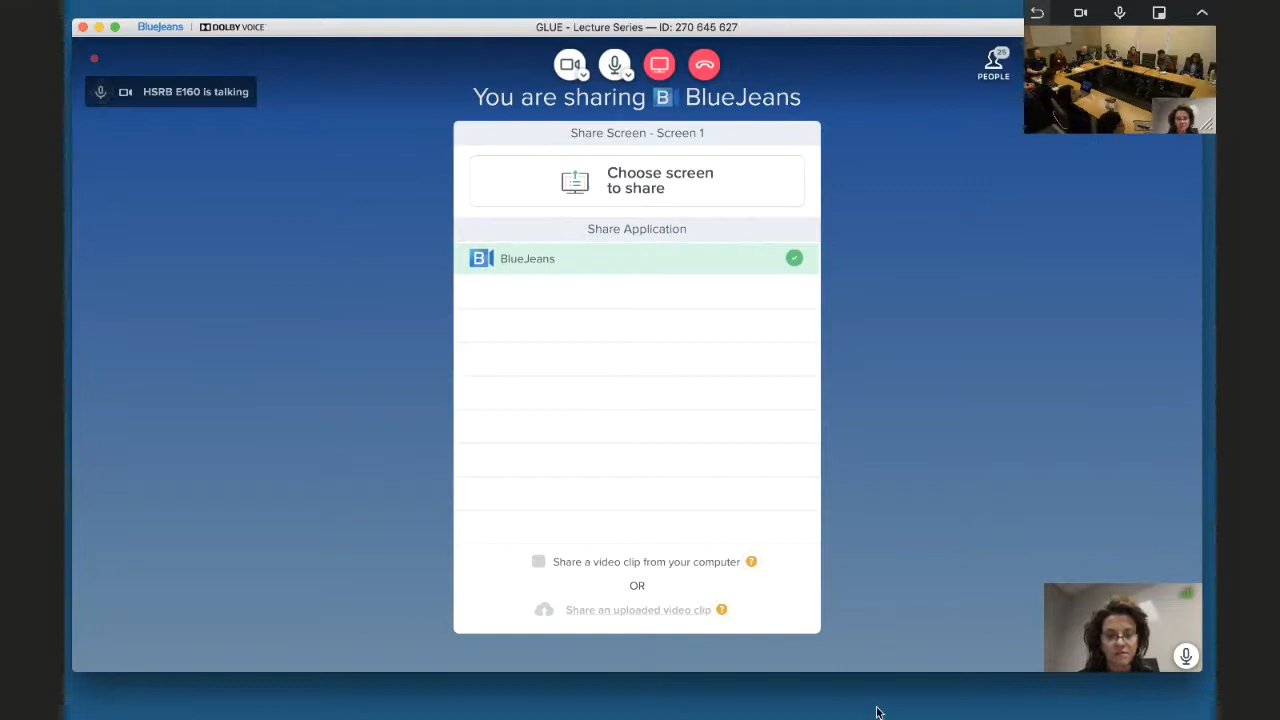 BlueJeans
DOLBY VOICE
GLUE - Lecture Series — ID: 270 645 627
25
PEOPLE
HSRB E160 is talking
You are sharing B BlueJeans
Share Screen - Screen 1
Choose screen
to share
Share Application
B BlueJeans
Share a video clip from your computer ?
OR
Share an uploaded video clip ?